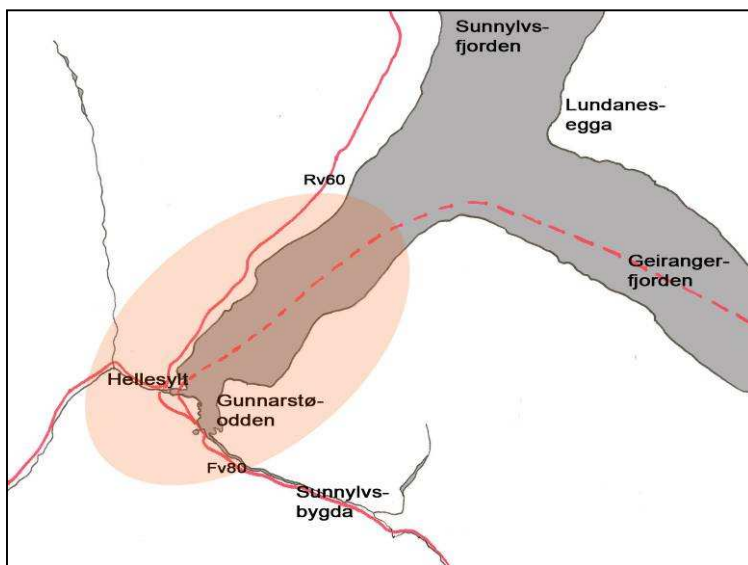 Sunnylvs-
fjorden
Lundanes-
egga
Rv60
Geiranger-
fjorden
Hellesylt
Gunnarstø-
odden
Fv80
Sunnylvs-
bygda